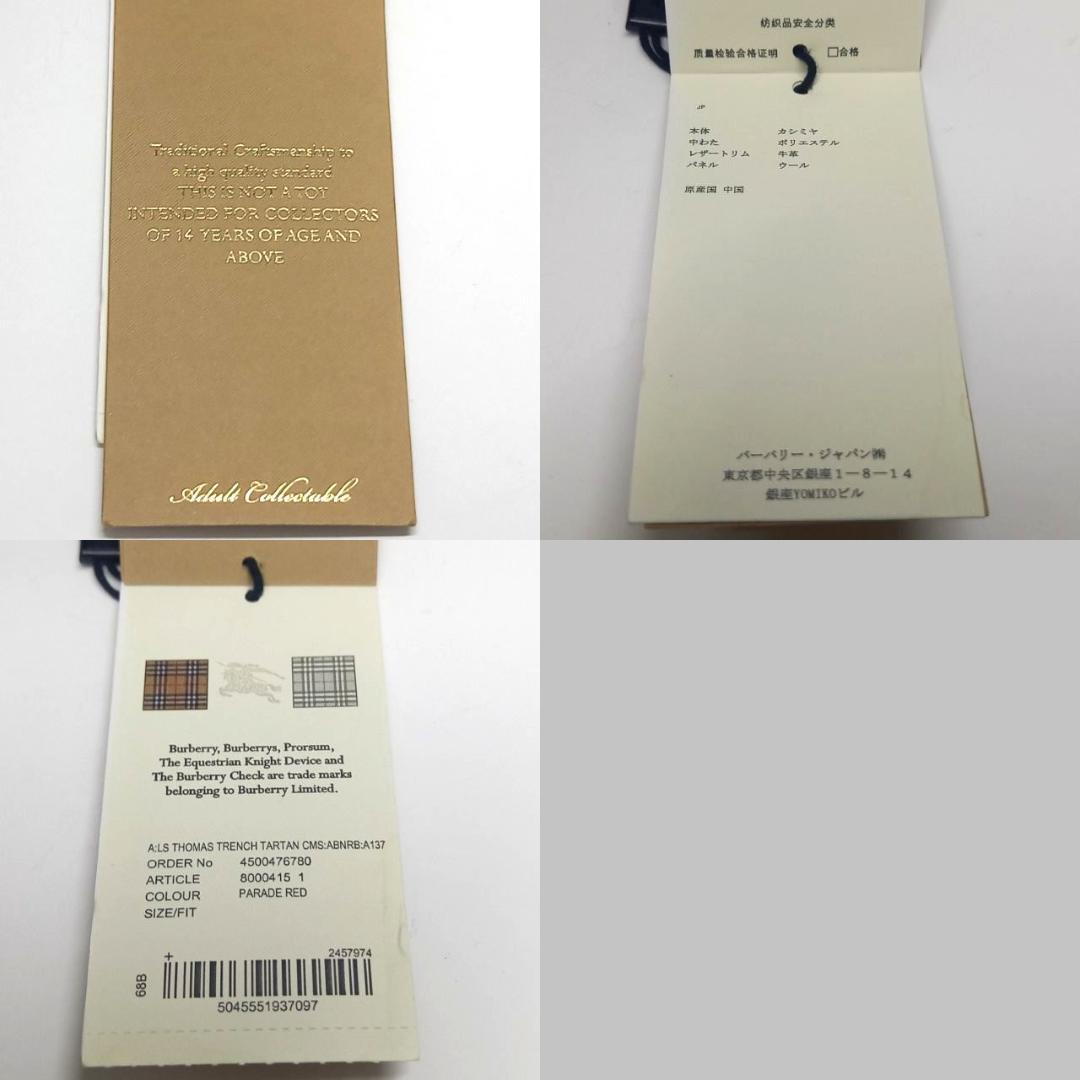 Traditional Craftsmanship to
a high quality standard
THIS IS NOT A TOY
INTENDED FOR COLLECTORS
OF 14 YEARS OF AGE AND
ABOVE
Adult Collectable
纺织品安全分类
质量检验合格证明 □合格
JP
本体 カシミヤ
中わた ポリエステル
レザートリム 牛革
パネル ウール
原産国 中国
バーバリー・ジャパン㈱
東京都中央区銀座1-8-14
銀座YOMIKOビル
Burberry, Burberrys, Prorsum,
The Equestrian Knight Device and
The Burberry Check are trade marks
belonging to Burberry Limited.
A:LS THOMAS TRENCH TARTAN CMS:ABNRB:A137
ORDER No 4500476780
ARTICLE 8000415 1
COLOUR PARADE RED
SIZE/FIT
+ 2457974
68B
5045551937097